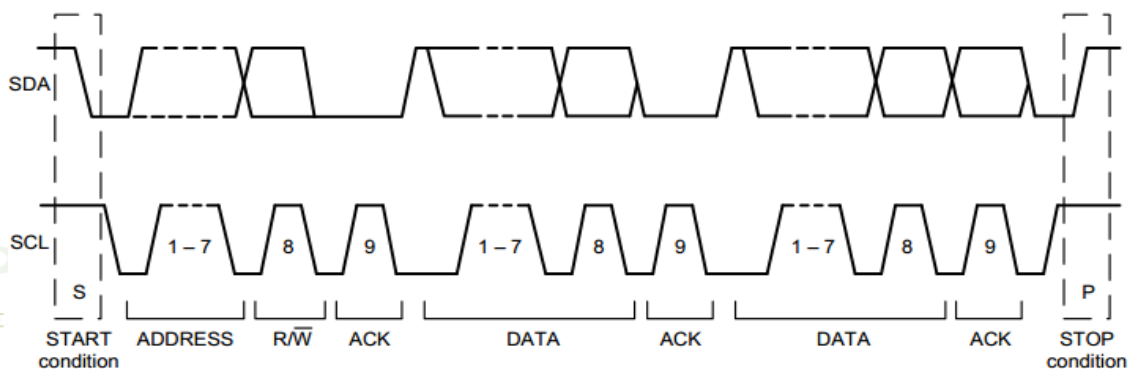 SDA
SCL
1 – 7 8 9 1 – 7 8 9 1 – 7 8 9
S P
START ADDRESS R/W̅ ACK DATA ACK DATA ACK STOP
condition condition